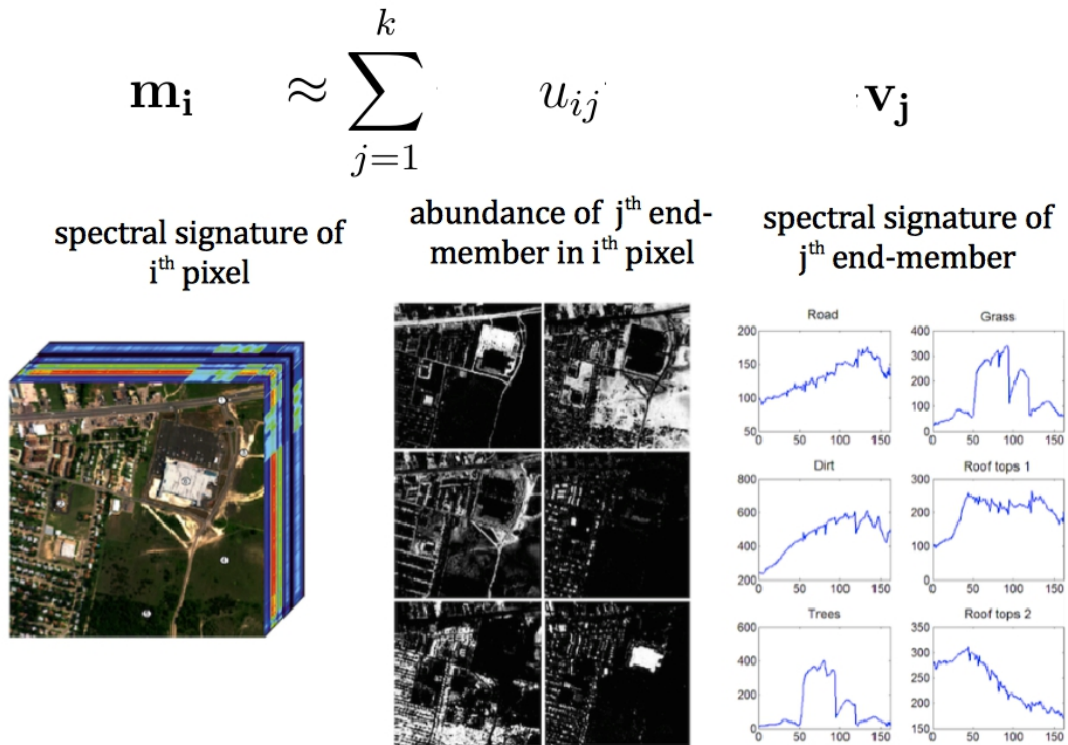 m_i ≈ ∑_{j=1}^{k} u_{ij} v_j
spectral signature of
i^th pixel
abundance of j^th end-
member in i^th pixel
spectral signature of
j^th end-member
Road
200
150
100
50
0 50 100 150
Grass
400
300
200
100
0
0 50 100 150
Dirt
800
600
400
200
0 50 100 150
Roof tops 1
300
200
100
0
0 50 100 150
Trees
600
400
200
0
0 50 100 150
Roof tops 2
350
300
250
200
150
0 50 100 150